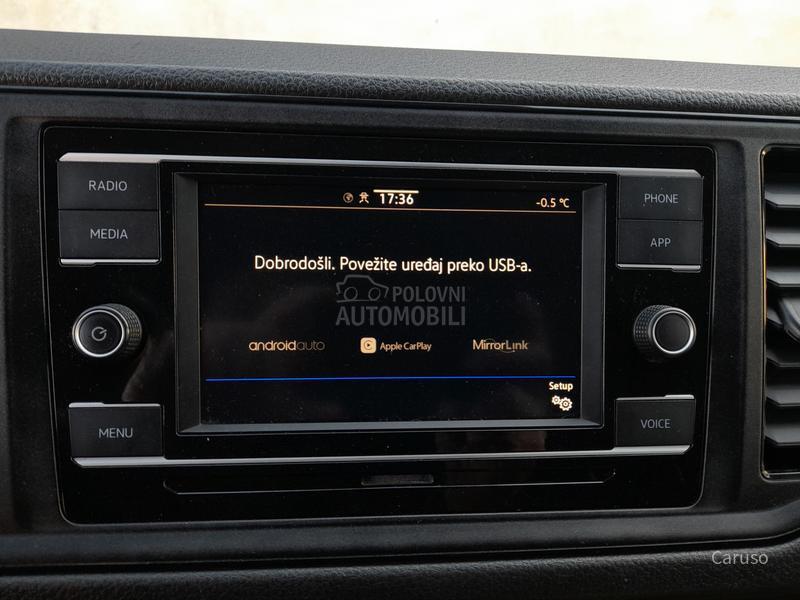 RADIO
MEDIA
MENU
17:36
-0.5 °C
Dobrodošli. Povežite uređaj preko USB-a.
POLOVNI
AUTOMOBILI
androidauto
Apple CarPlay
MirrorLink
Setup
PHONE
APP
VOICE
Caruso